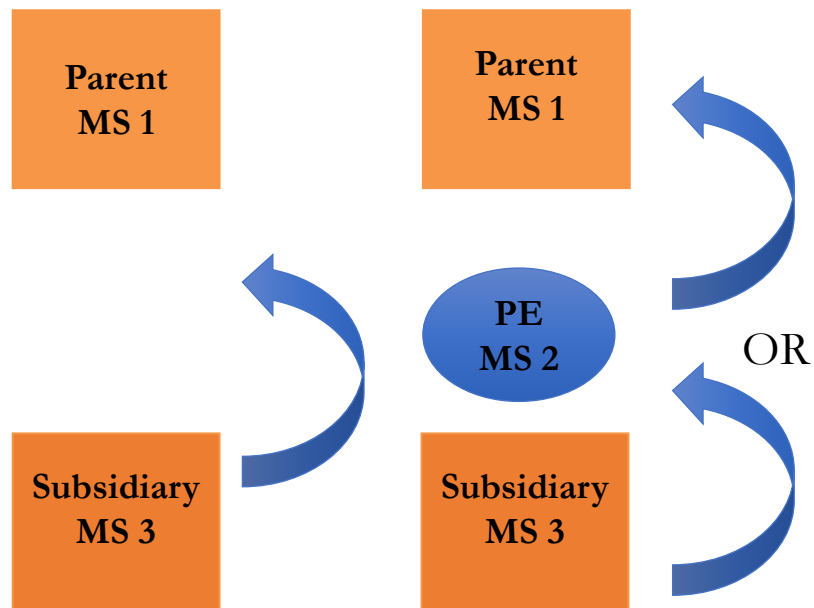 Parent
MS 1
Parent
MS 1
PE
MS 2
OR
Subsidiary
MS 3
Subsidiary
MS 3